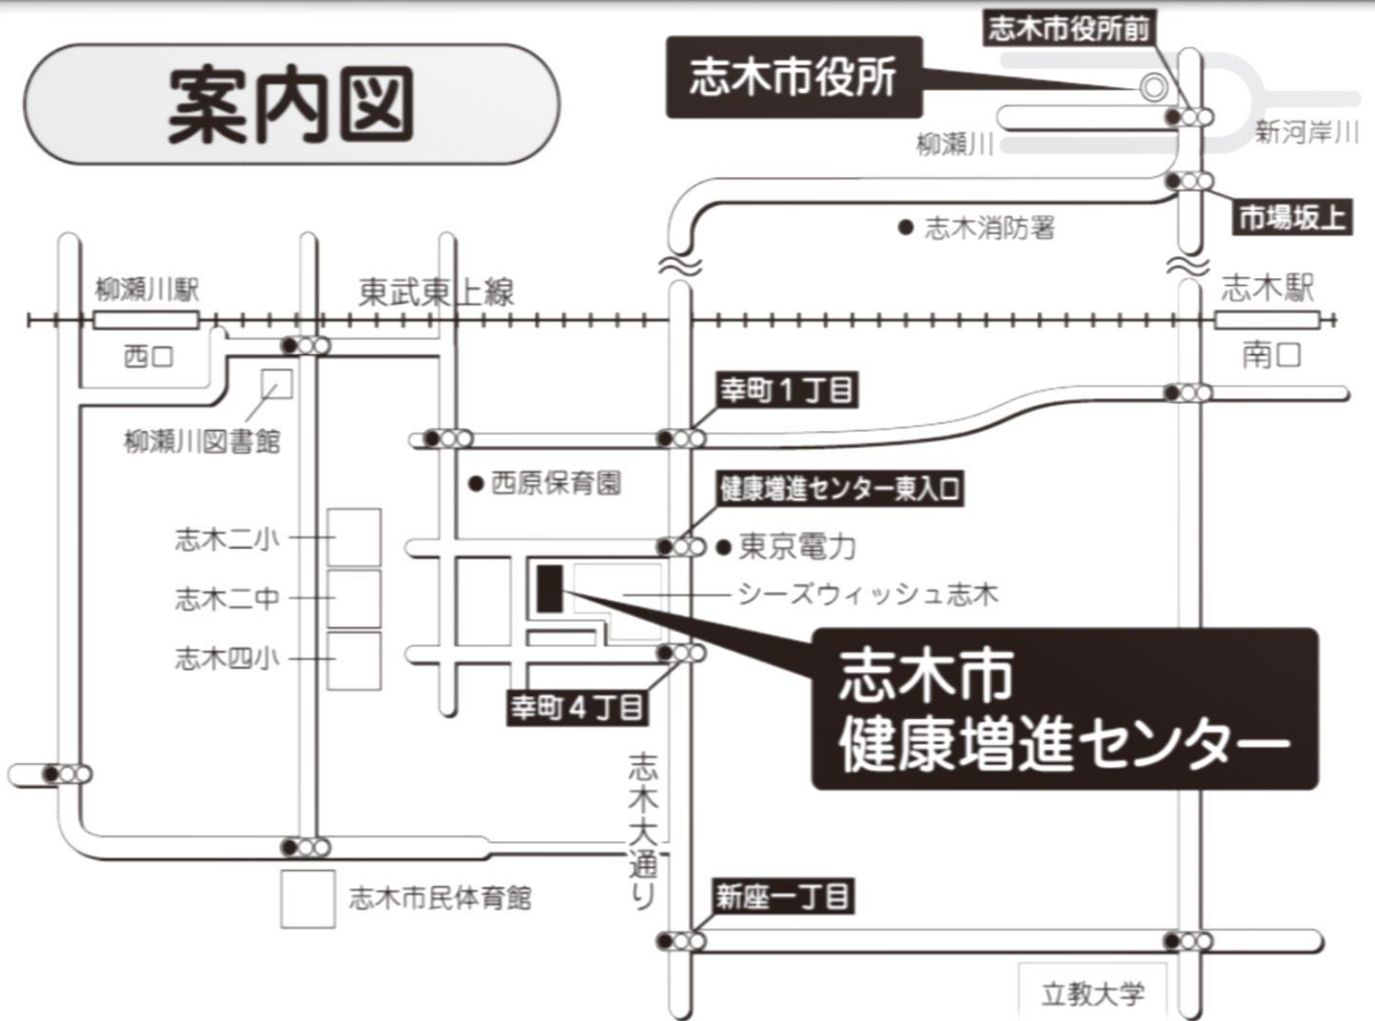 案内図
志木市役所前
志木市役所
新河岸川
柳瀬川
市場坂上
志木消防署
柳瀬川駅
東武東上線
志木駅
西口
南口
幸町1丁目
柳瀬川図書館
西原保育園
健康増進センター東入口
志木二小
東京電力
志木二中
シーズウィッシュ志木
志木四小
志木市
健康増進センター
幸町4丁目
志木大通り
志木市民体育館
新座一丁目
立教大学